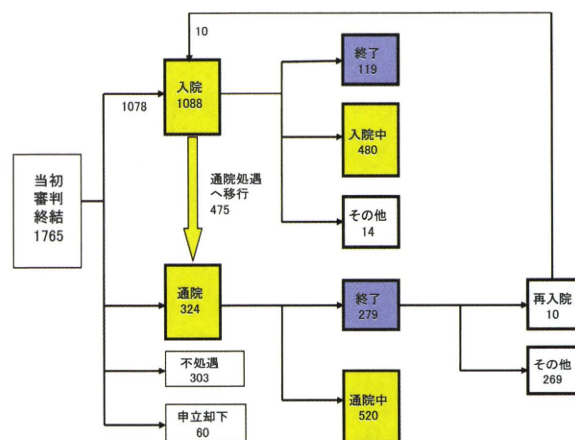 10
1078
当初
審判
終結
1765
入院
1088
終了
119
入院中
480
その他
14
通院処遇
へ移行
475
通院
324
終了
279
再入院
10
その他
269
通院中
520
不処遇
303
申立却下
60